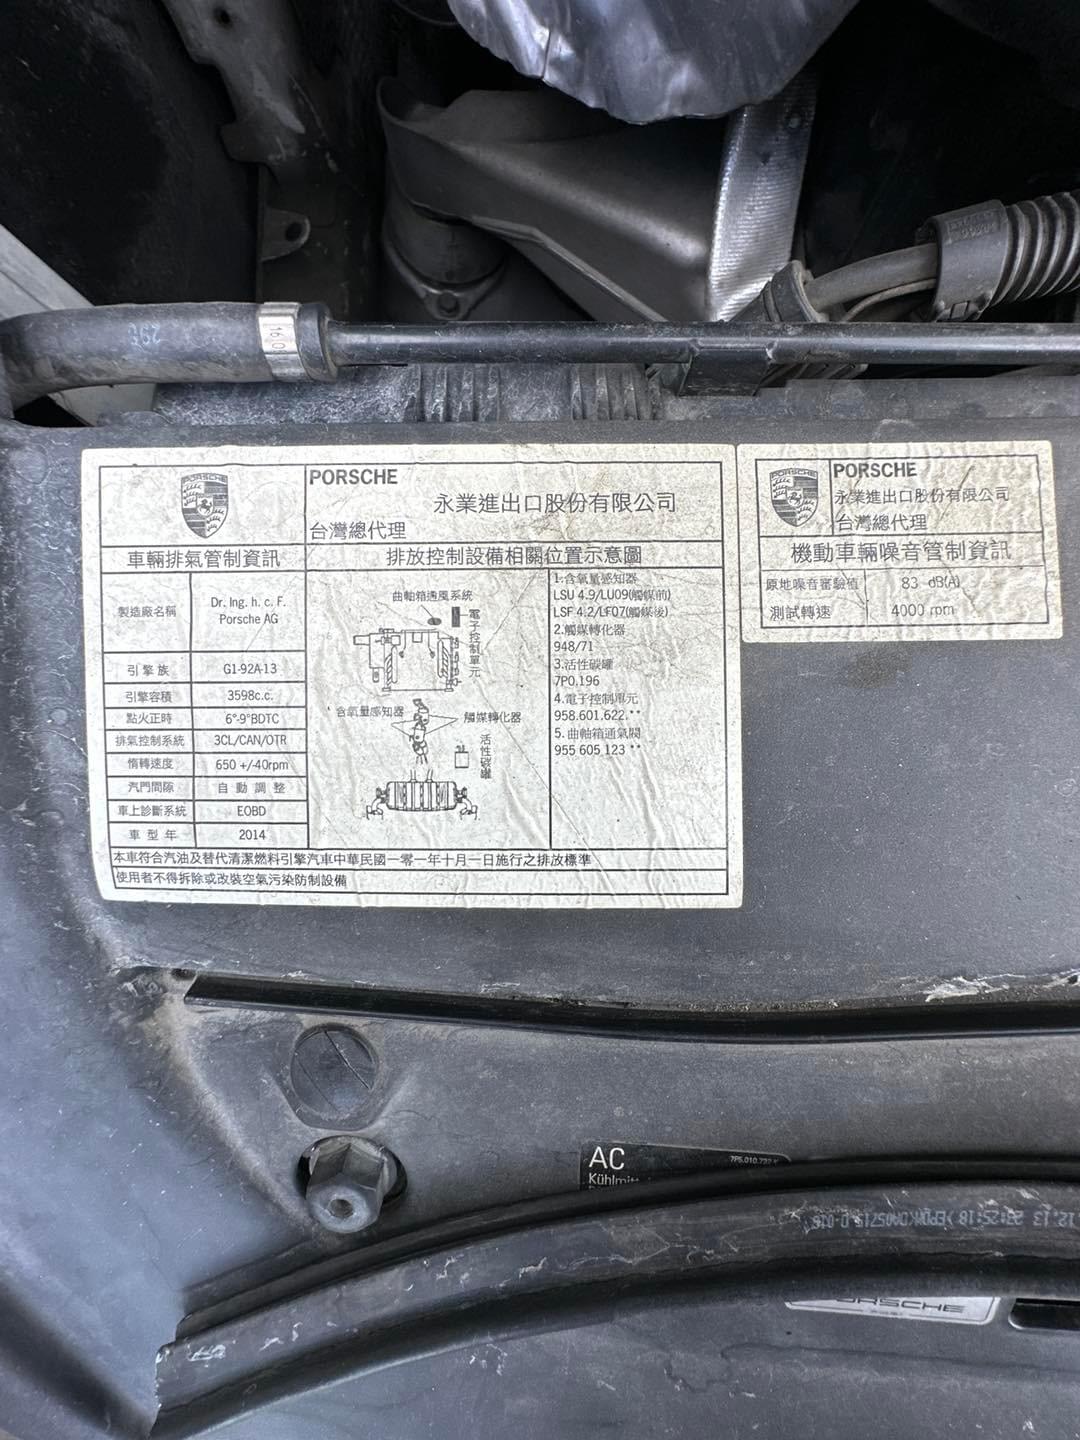 295
16.0
PORSCHE
永業進出口股份有限公司
台灣總代理
車輛排氣管制資訊
排放控制設備相關位置示意圖
製造廠名稱 Dr. Ing. h. c. F. Porsche AG
引擎族 G1-92A-13
引擎容積 3598c.c.
點火正時 6°-9°BDTC
排氣控制系統 3CL/CAN/OTR
惰轉速度 650 +/-40rpm
汽門間隙 自動調整
車上診斷系統 EOBD
車型年 2014
曲軸箱通風系統
電子控制單元
含氧量感知器
觸媒轉化器
活性碳罐
1.含氧量感知器
LSU 4.9/LU09(觸媒前)
LSF 4.2/LF07(觸媒後)
2.觸媒轉化器
948/71
3.活性碳罐
7P0.196
4.電子控制單元
958.601.622.**
5. 曲軸箱通氣閥
955 605 123 **
本車符合汽油及替代清潔燃料引擎汽車中華民國一零一年十月一日施行之排放標準
使用者不得拆除或改裝空氣污染防制設備
PORSCHE
PORSCHE
永業進出口股份有限公司
台灣總代理
機動車輛噪音管制資訊
原地噪音審驗值 83 dB(A)
測試轉速 4000 rpm
AC
PORSCHE